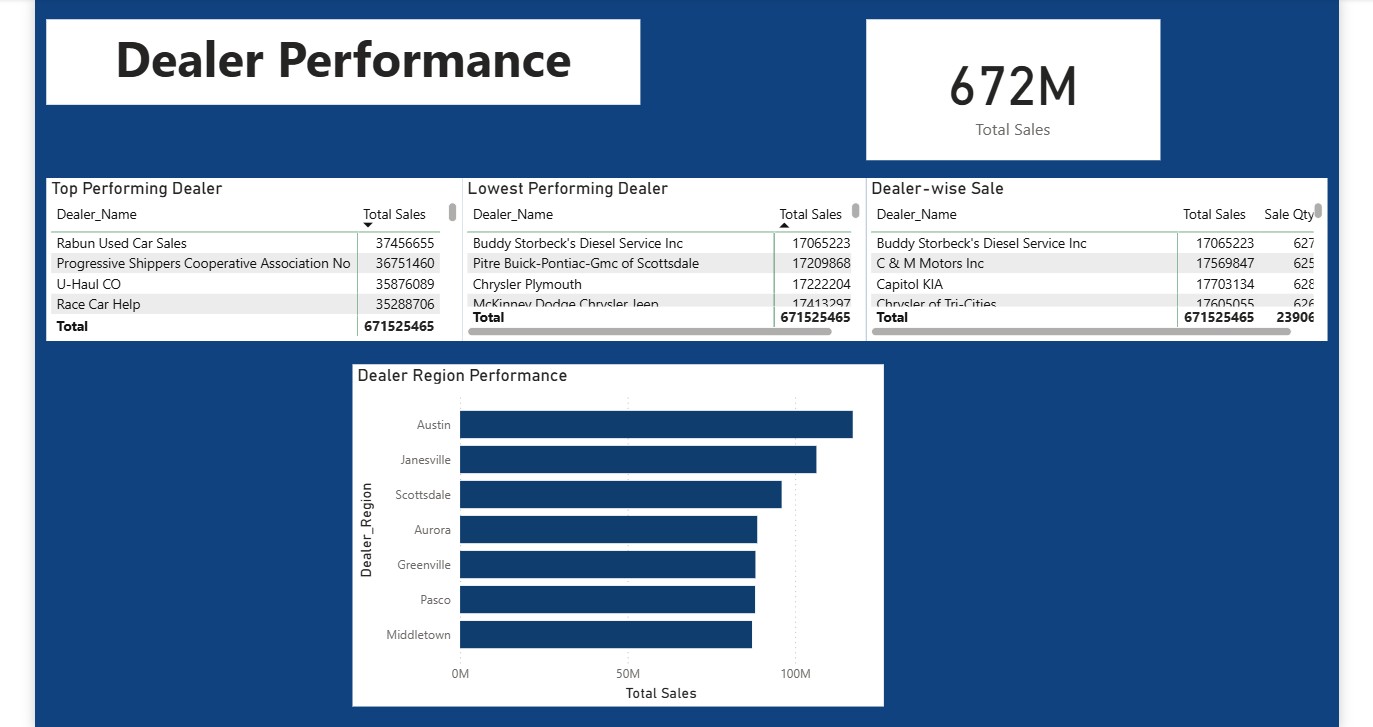 Dealer Performance
672M
Total Sales
Top Performing Dealer
Dealer_Name Total Sales
Rabun Used Car Sales 37456655
Progressive Shippers Cooperative Association No 36751460
U-Haul CO 35876089
Race Car Help 35288706
Total 671525465
Lowest Performing Dealer
Dealer_Name Total Sales
Buddy Storbeck's Diesel Service Inc 17065223
Pitre Buick-Pontiac-Gmc of Scottsdale 17209868
Chrysler Plymouth 17222204
McKinney Dodge Chrysler Jeep 17413297
Total 671525465
Dealer-wise Sale
Dealer_Name Total Sales Sale Qty
Buddy Storbeck's Diesel Service Inc 17065223 627
C & M Motors Inc 17569847 625
Capitol KIA 17703134 628
Chrysler of Tri-Cities 17605055 626
Total 671525465 23906
Dealer Region Performance
Dealer_Region
Austin
Janesville
Scottsdale
Aurora
Greenville
Pasco
Middletown
0M 50M 100M
Total Sales